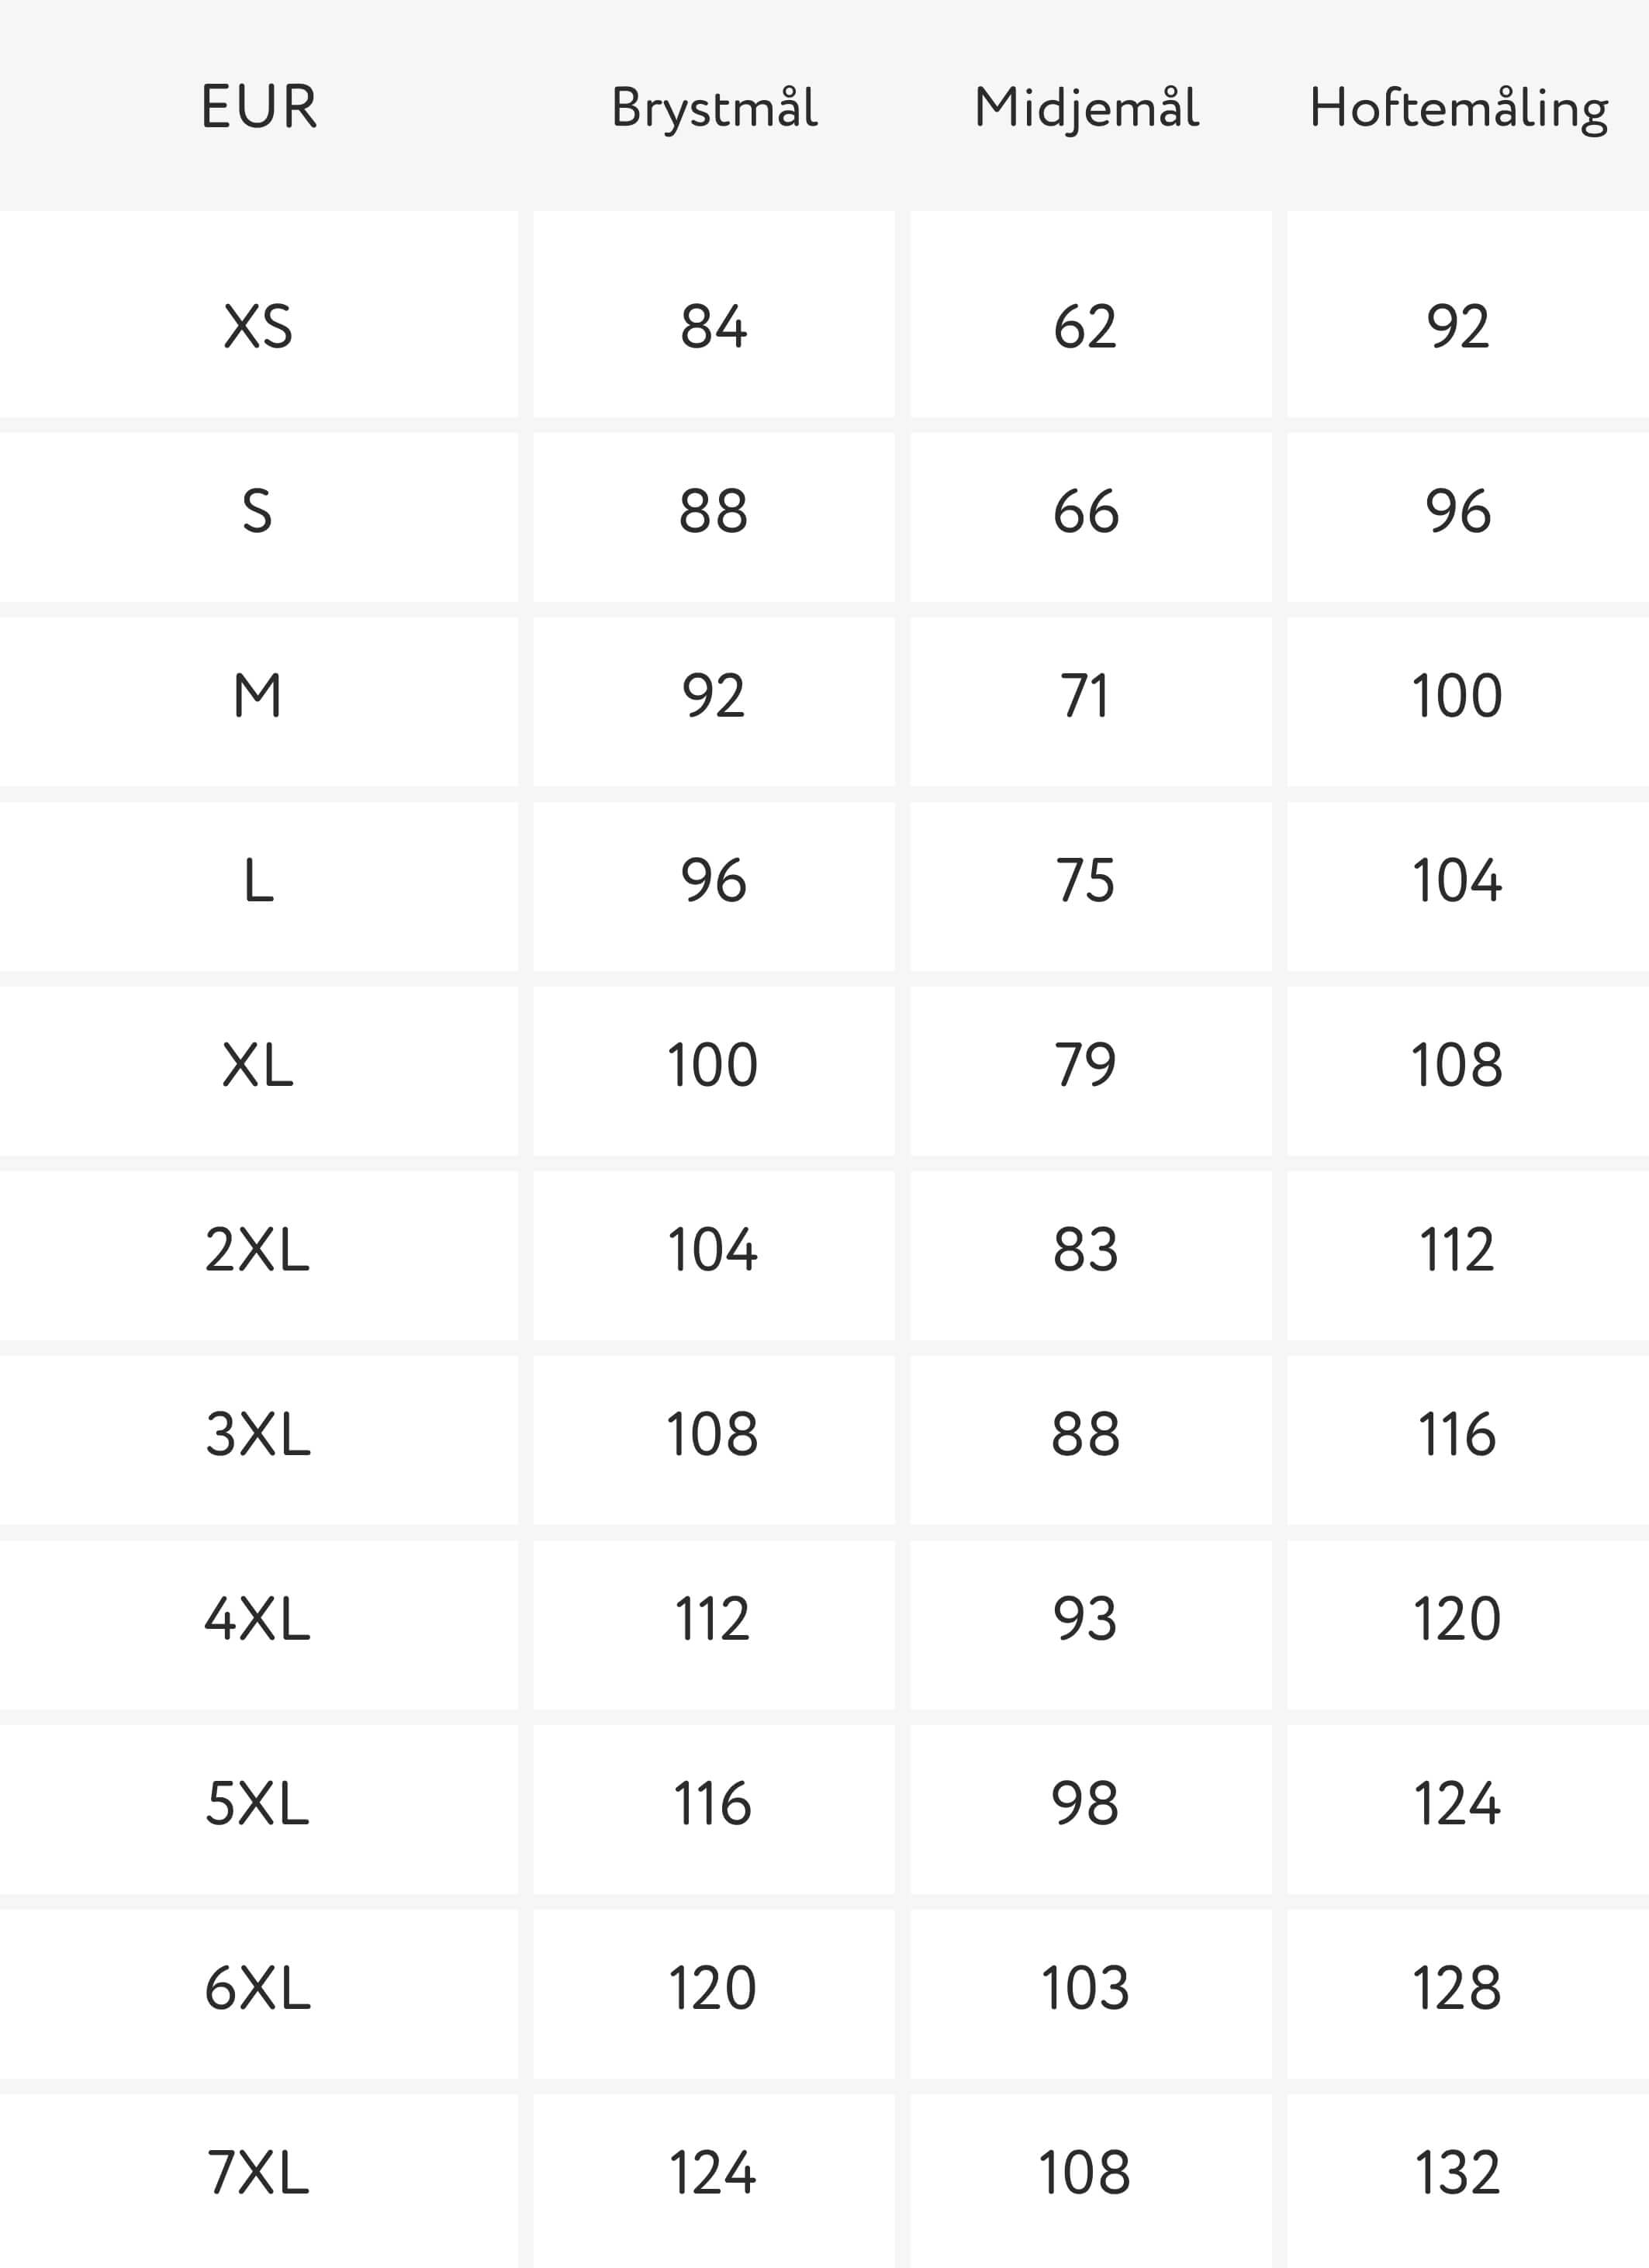 EUR Brystmål Midjemål Hoftemåling
XS 84 62 92
S 88 66 96
M 92 71 100
L 96 75 104
XL 100 79 108
2XL 104 83 112
3XL 108 88 116
4XL 112 93 120
5XL 116 98 124
6XL 120 103 128
7XL 124 108 132